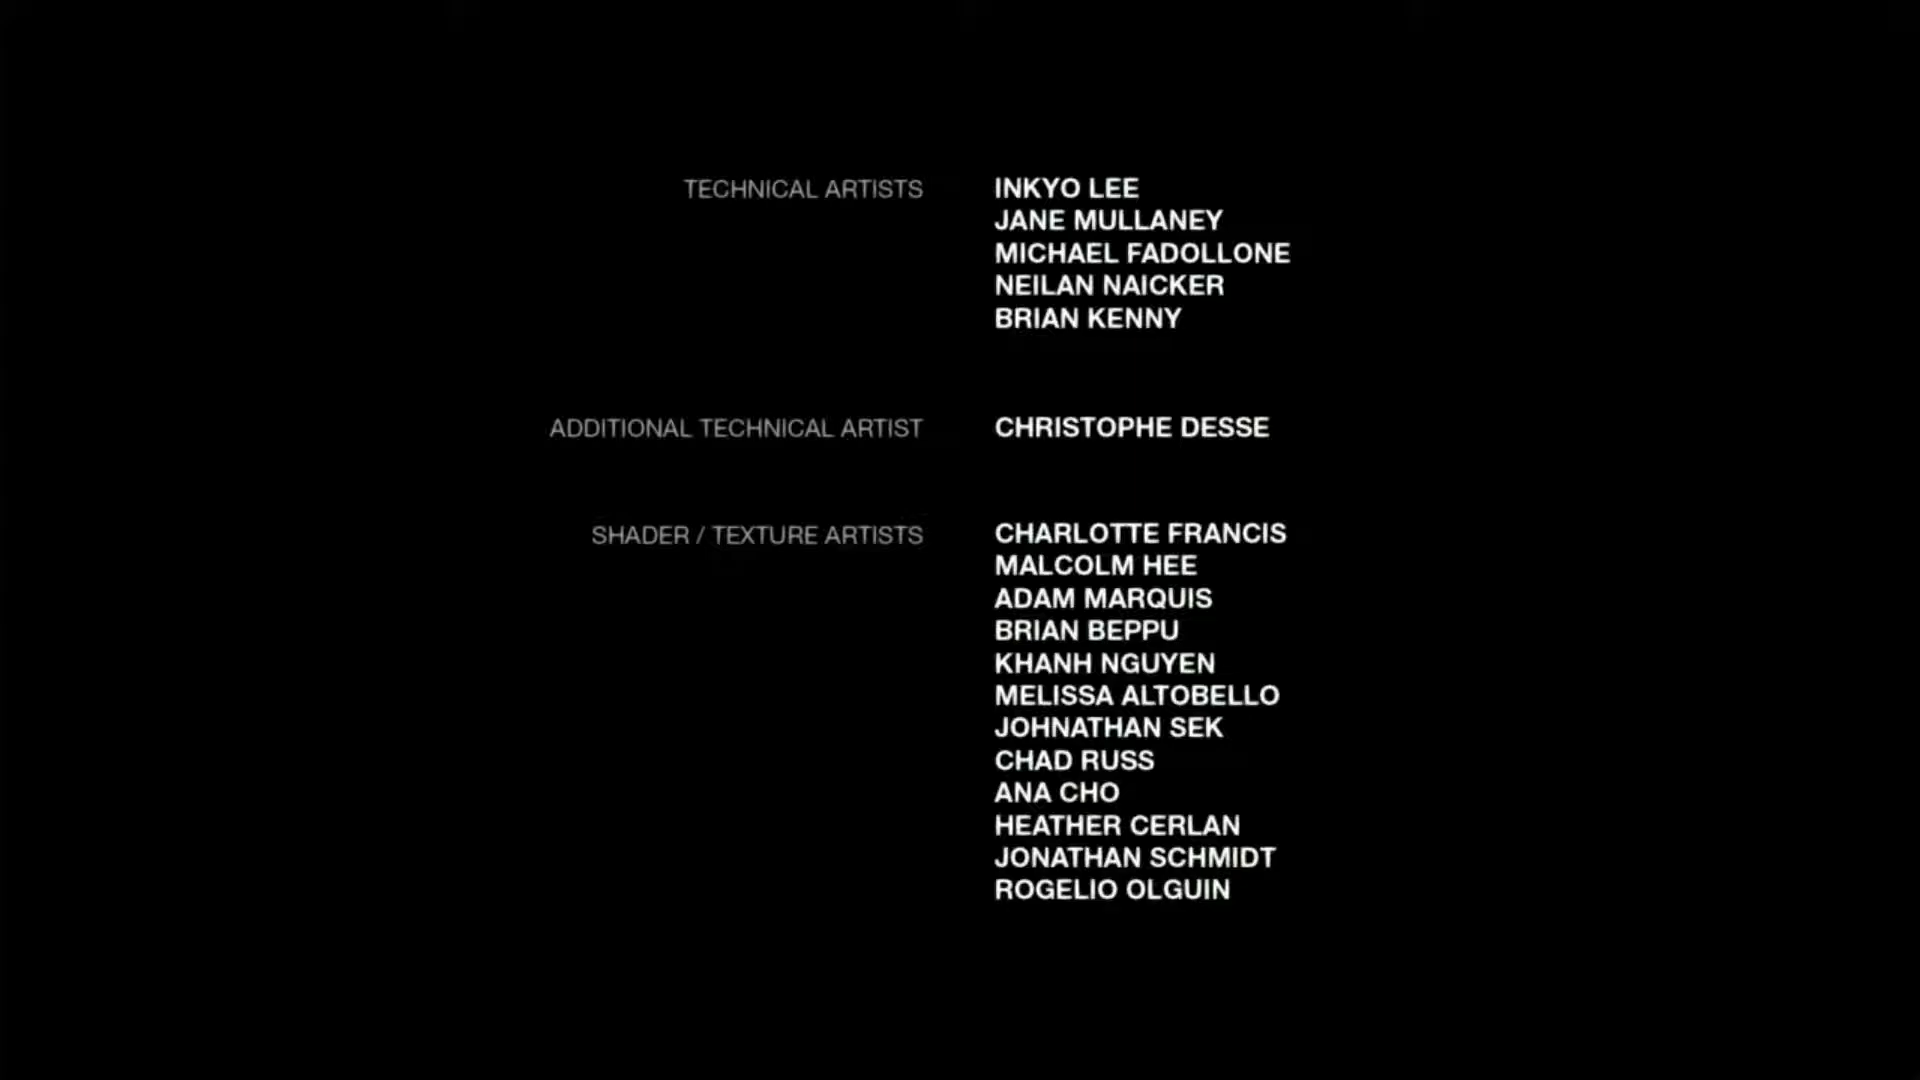 TECHNICAL ARTISTS INKYO LEE
JANE MULLANEY
MICHAEL FADOLLONE
NEILAN NAICKER
BRIAN KENNY
ADDITIONAL TECHNICAL ARTIST CHRISTOPHE DESSE
SHADER / TEXTURE ARTISTS CHARLOTTE FRANCIS
MALCOLM HEE
ADAM MARQUIS
BRIAN BEPPU
KHANH NGUYEN
MELISSA ALTOBELLO
JOHNATHAN SEK
CHAD RUSS
ANA CHO
HEATHER CERLAN
JONATHAN SCHMIDT
ROGELIO OLGUIN